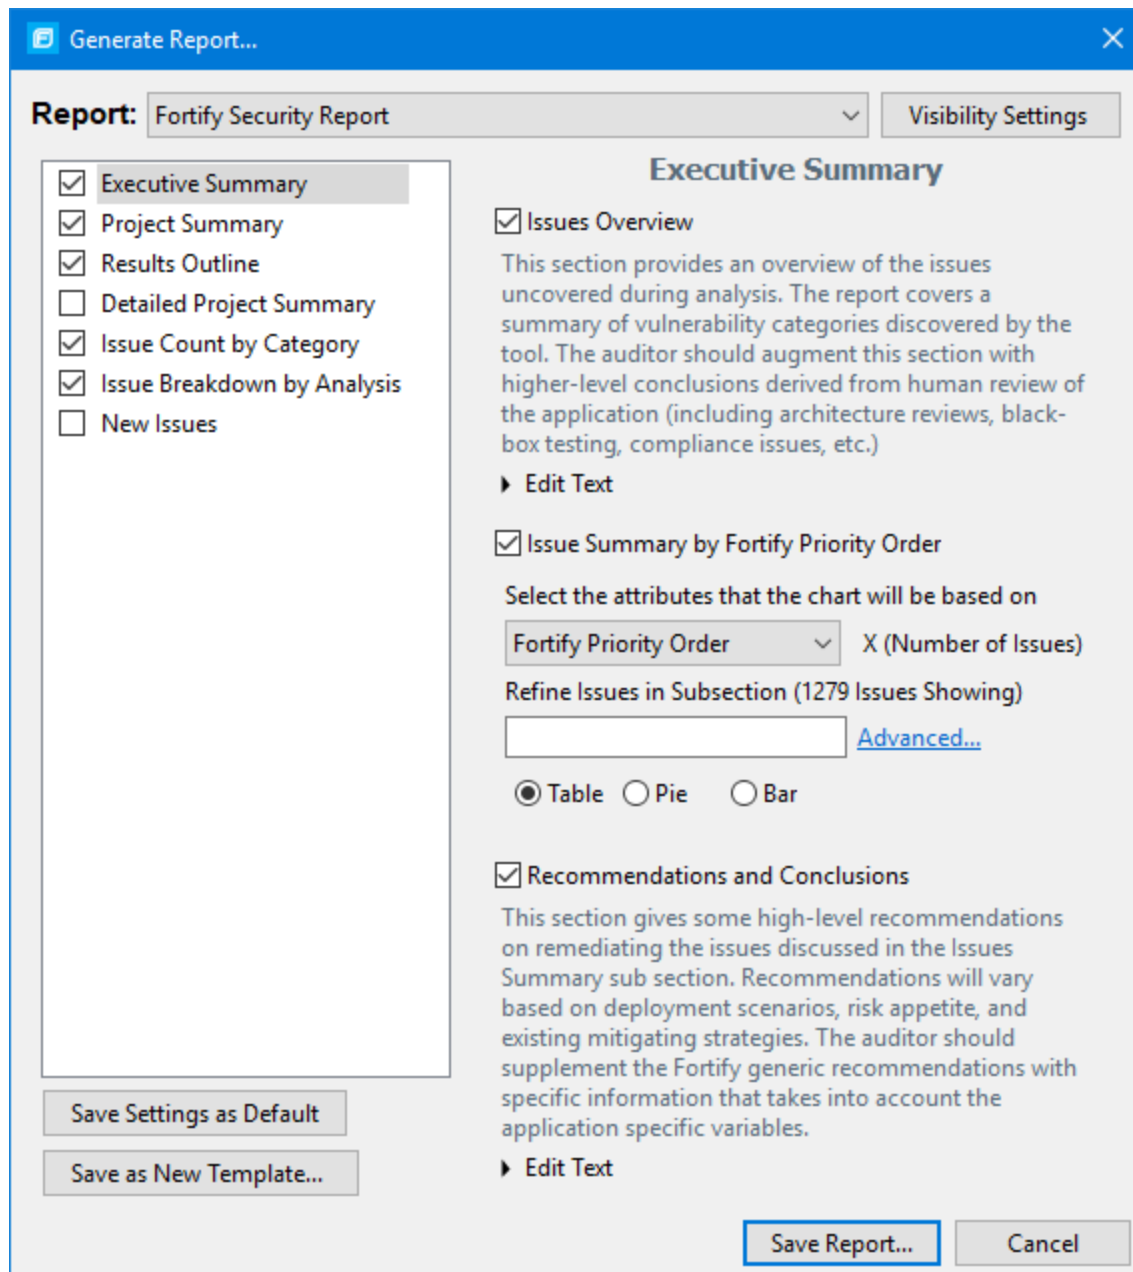 Generate Report...
Report: Fortify Security Report Visibility Settings
Executive Summary
Project Summary
Results Outline
Detailed Project Summary
Issue Count by Category
Issue Breakdown by Analysis
New Issues
Save Settings as Default
Save as New Template...
Executive Summary
Issues Overview
This section provides an overview of the issues
uncovered during analysis. The report covers a
summary of vulnerability categories discovered by the
tool. The auditor should augment this section with
higher-level conclusions derived from human review of
the application (including architecture reviews, black-
box testing, compliance issues, etc.)
Edit Text
Issue Summary by Fortify Priority Order
Select the attributes that the chart will be based on
Fortify Priority Order X (Number of Issues)
Refine Issues in Subsection (1279 Issues Showing)
Advanced...
Table Pie Bar
Recommendations and Conclusions
This section gives some high-level recommendations
on remediating the issues discussed in the Issues
Summary sub section. Recommendations will vary
based on deployment scenarios, risk appetite, and
existing mitigating strategies. The auditor should
supplement the Fortify generic recommendations with
specific information that takes into account the
application specific variables.
Edit Text
Save Report... Cancel